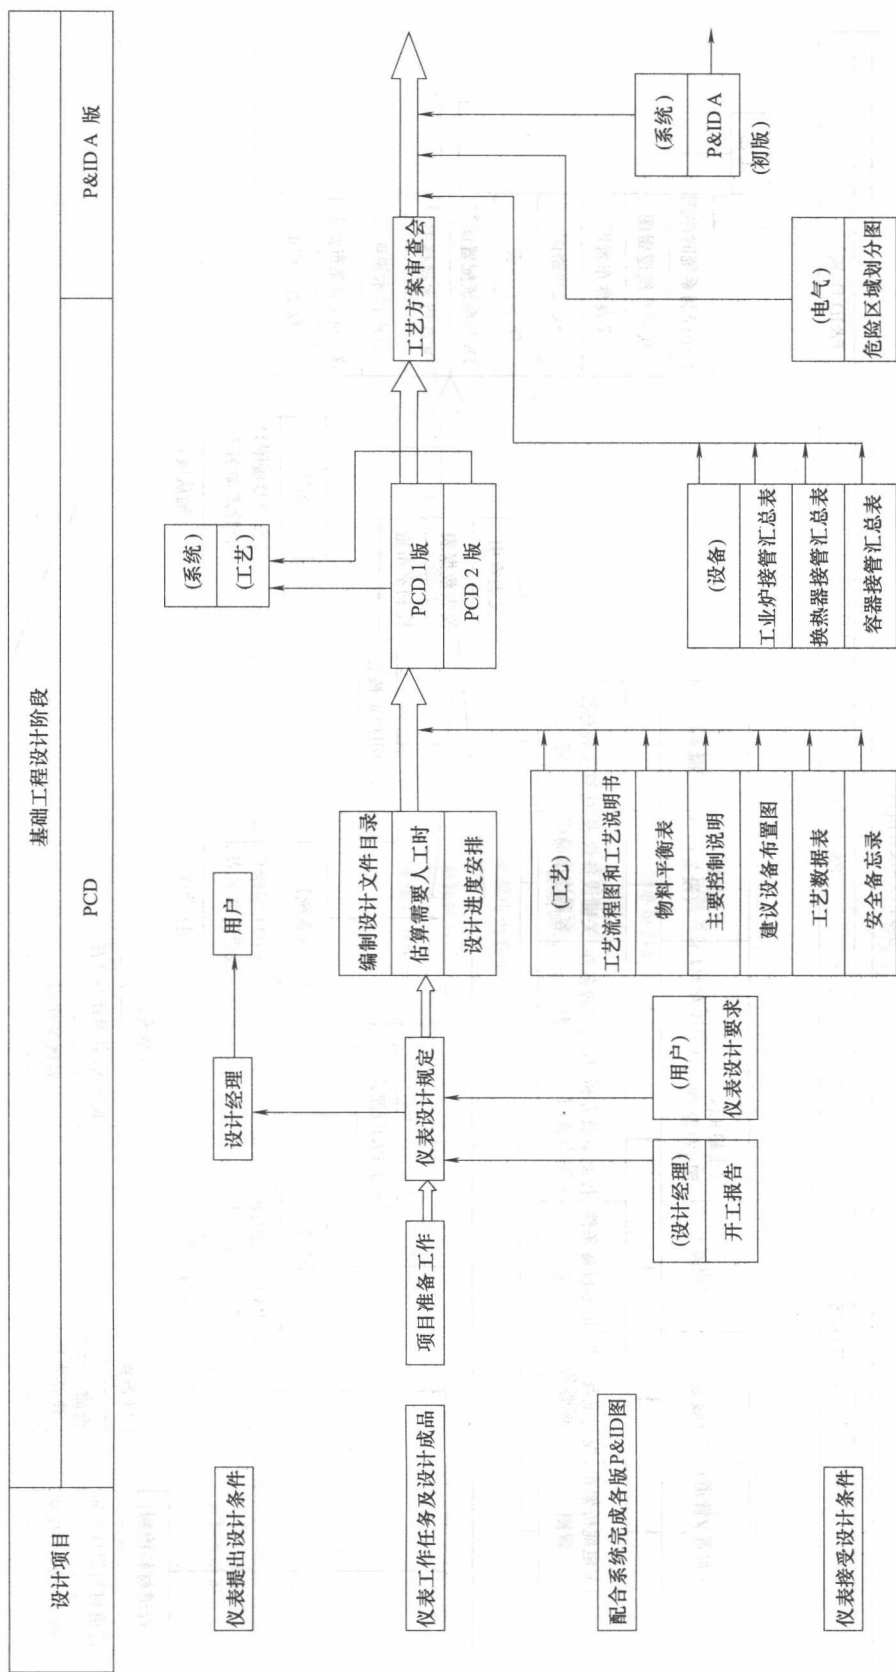 设计项目
基础工程设计阶段
PCD
P&ID A 版
仪表提出设计条件
设计经理
用户
(系统)
(工艺)
仪表工作任务及设计成品
项目准备工作
仪表设计规定
编制设计文件目录
估算需要人工时
设计进度安排
PCD 1 版
PCD 2 版
工艺方案审查会
配合系统完成各版P&ID图
(系统)
P&ID A
(初版)
仪表接受设计条件
(设计经理)
开工报告
(用户)
仪表设计要求
(工艺)
工艺流程图和工艺说明书
物料平衡表
主要控制说明
建议设备布置图
工艺数据表
安全备忘录
(设备)
工业炉接管汇总表
换热器接管汇总表
容器接管汇总表
(电气)
危险区域划分图